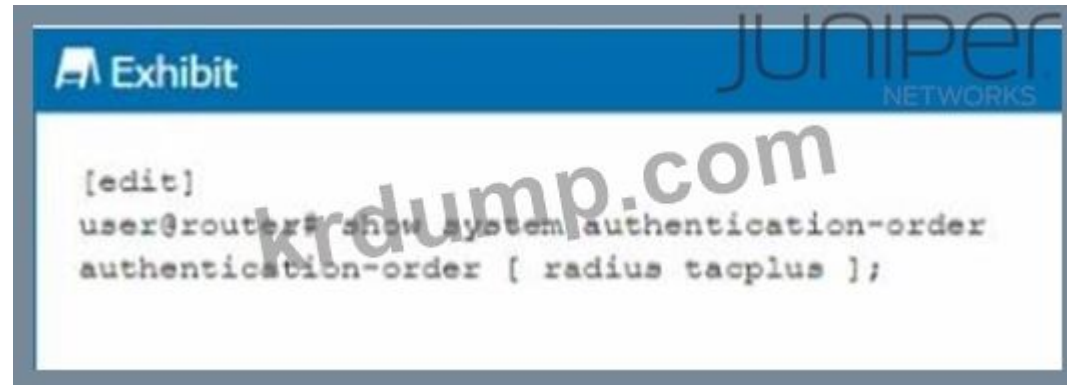 JUNIPER
NETWORKS
Exhibit
krdump.com
[edit]
user@router# show system authentication-order
authentication-order [ radius tacplus ];